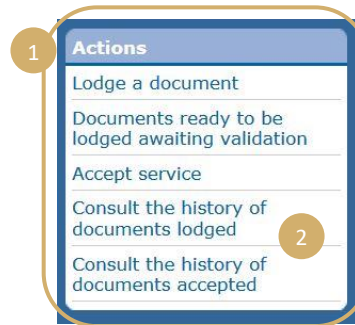 1
Actions
Lodge a document
Documents ready to be
lodged awaiting validation
Accept service
Consult the history of
documents lodged
2
Consult the history of
documents accepted